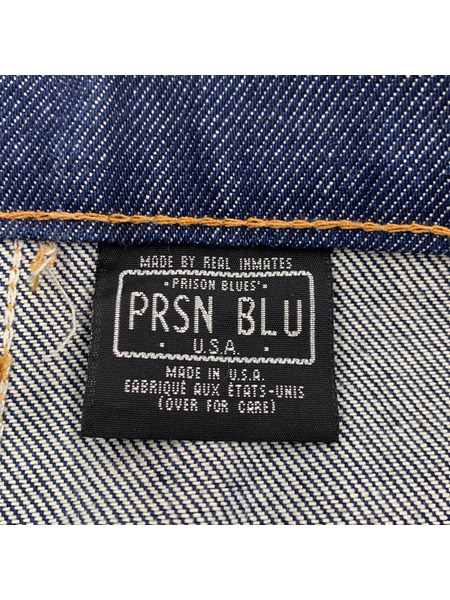 MADE BY REAL INMATES
· PRISON BLUES' ·
PRSN BLU
· U.S.A. ·
MADE IN U.S.A.
FABRIQUÉ AUX ÉTATS-UNIS
(OVER FOR CARE)